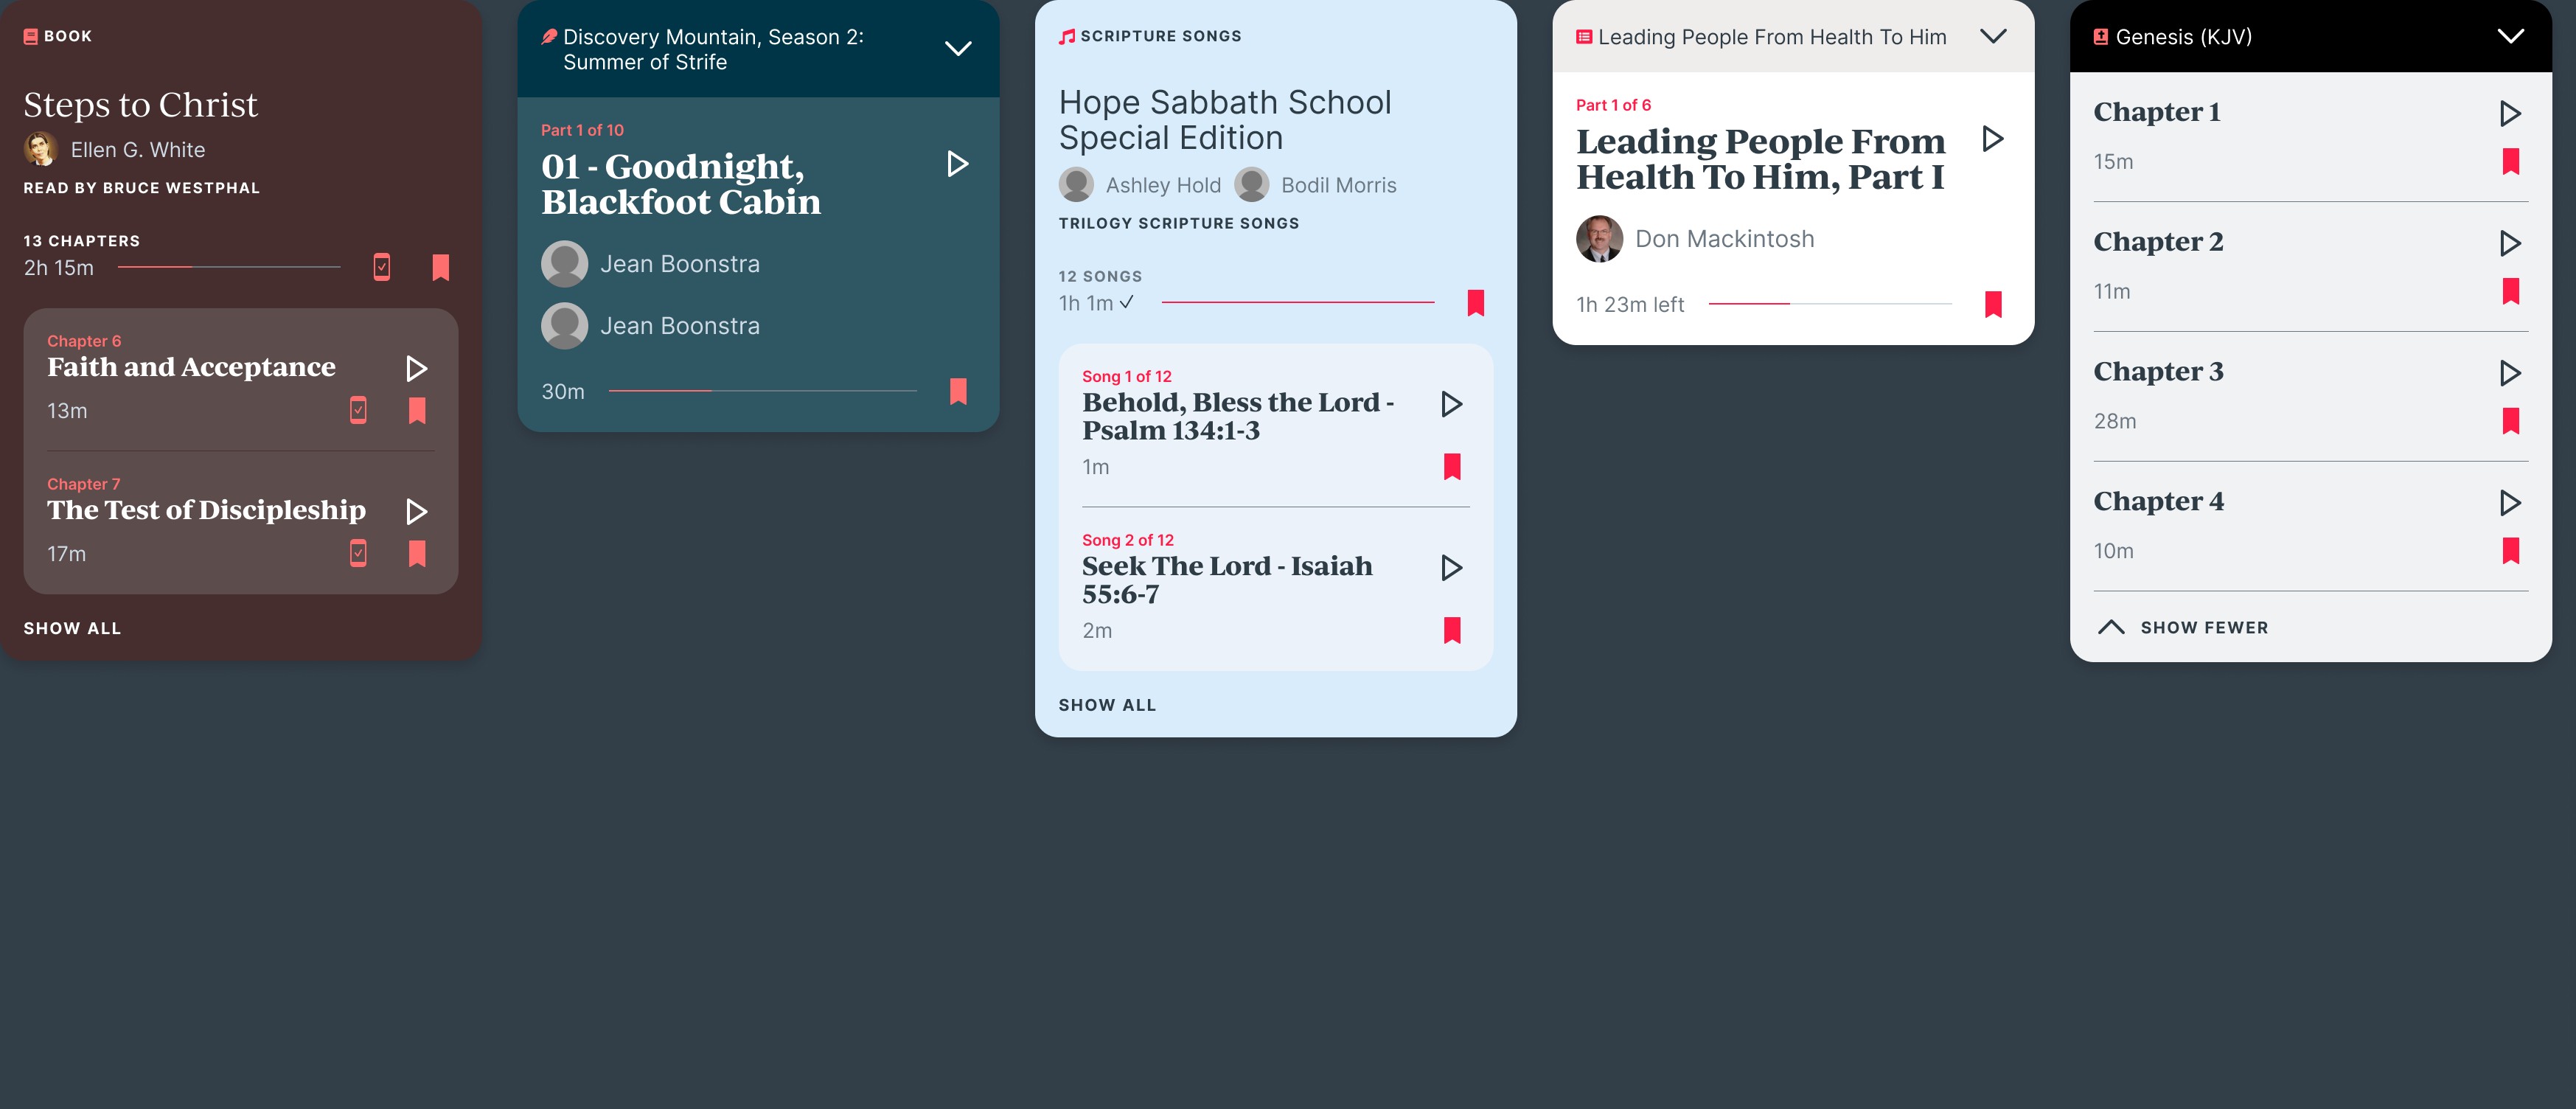 BOOK
Steps to Christ
Ellen G. White
READ BY BRUCE WESTPHAL
13 CHAPTERS
2h 15m
Chapter 6
Faith and Acceptance
13m
Chapter 7
The Test of Discipleship
17m
SHOW ALL
Discovery Mountain, Season 2:
Summer of Strife
Part 1 of 10
01 - Goodnight,
Blackfoot Cabin
Jean Boonstra
Jean Boonstra
30m
SCRIPTURE SONGS
Hope Sabbath School
Special Edition
Ashley Hold Bodil Morris
TRILOGY SCRIPTURE SONGS
12 SONGS
1h 1m
Song 1 of 12
Behold, Bless the Lord -
Psalm 134:1-3
1m
Song 2 of 12
Seek The Lord - Isaiah
55:6-7
2m
SHOW ALL
Leading People From Health To Him
Part 1 of 6
Leading People From
Health To Him, Part I
Don Mackintosh
1h 23m left
Genesis (KJV)
Chapter 1
15m
Chapter 2
11m
Chapter 3
28m
Chapter 4
10m
SHOW FEWER